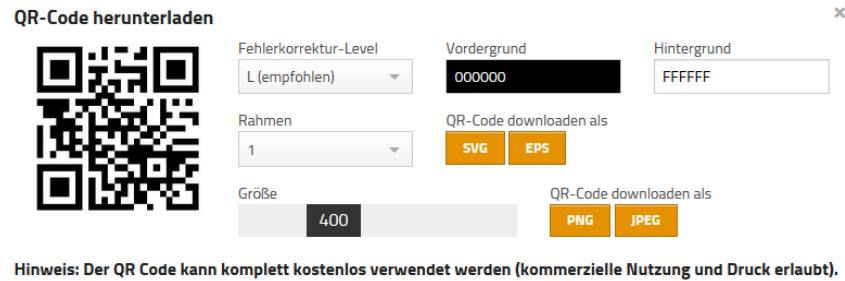 QR-Code herunterladen
×
Fehlerkorrektur-Level
Vordergrund
Hintergrund
L (empfohlen)
000000
FFFFFF
Rahmen
QR-Code downloaden als
1
SVG
EPS
Größe
QR-Code downloaden als
400
PNG
JPEG
Hinweis: Der QR Code kann komplett kostenlos verwendet werden (kommerzielle Nutzung und Druck erlaubt).